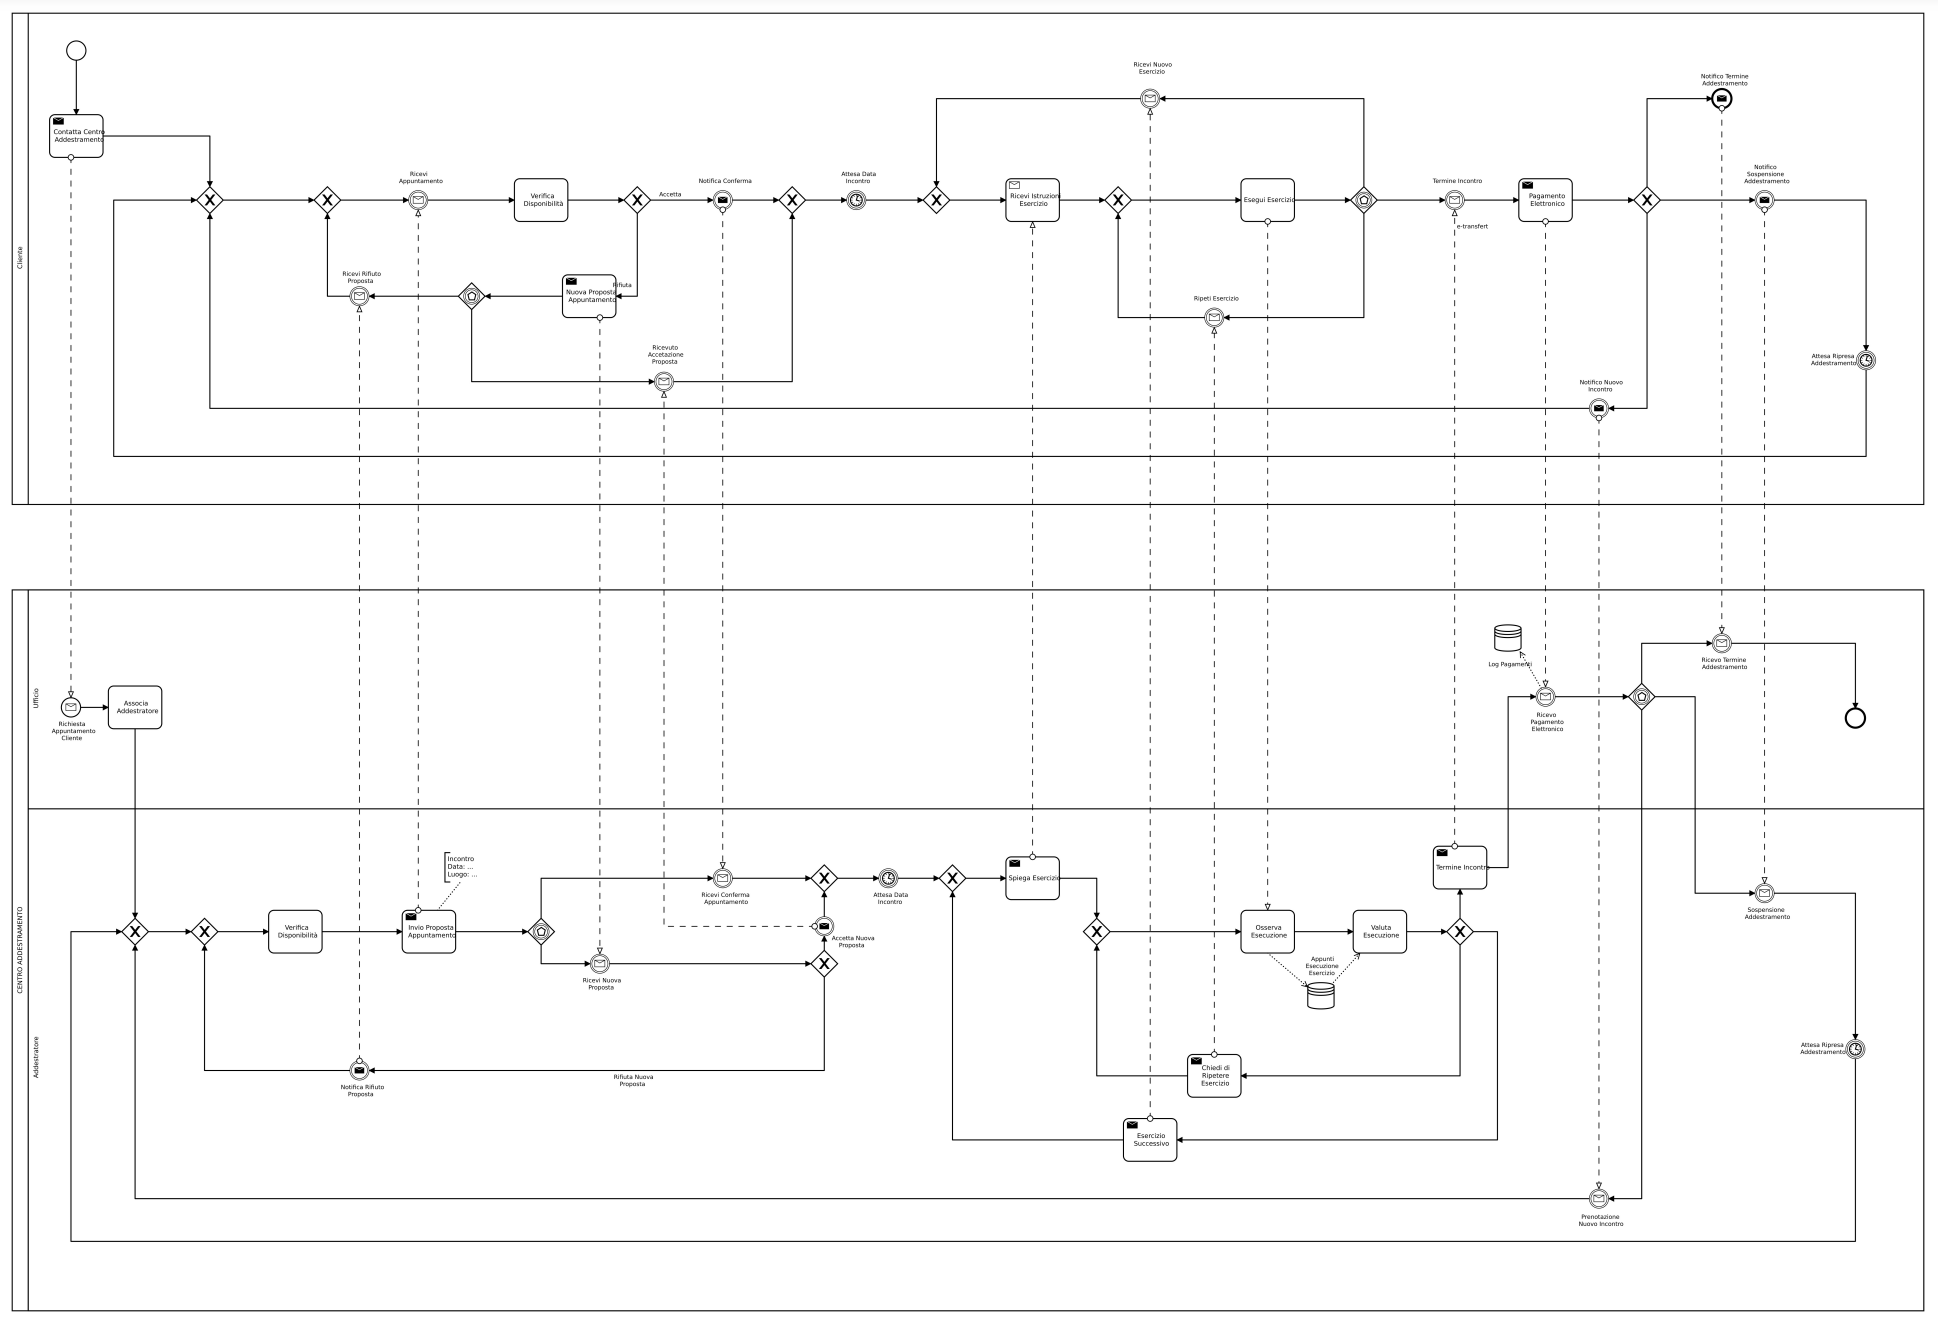 Cliente
Contatta Centro
Addestramento
Ricevi
Appuntamento
Verifica
Disponibilità
Accetta
Notifica Conferma
Attesa Data
Incontro
Ricevi Nuovo
Esercizio
Ricevi Istruzioni
Esercizio
Esegui Esercizio
Termine Incontro
e-transfert
Pagamento
Elettronico
Notifico Termine
Addestramento
Notifico
Sospensione
Addestramento
Ricevi Rifiuto
Proposta
Nuova Proposta
Appuntamento
Rifiuta
Ripeti Esercizio
Ricevuto
Accetazione
Proposta
Attesa Ripresa
Addestramento
Notifico Nuovo
Incontro
CENTRO ADDESTRAMENTO
Ufficio
Richiesta
Appuntamento
Cliente
Associa
Addestratore
Log Pagamenti
Ricevo
Pagamento
Elettronico
Ricevo Termine
Addestramento
Addestratore
Incontro
Data: ...
Luogo: ...
Verifica
Disponibilità
Invio Proposta
Appuntamento
Ricevi Conferma
Appuntamento
Attesa Data
Incontro
Accetta Nuova
Proposta
Ricevi Nuova
Proposta
Spiega Esercizio
Osserva
Esecuzione
Valuta
Esecuzione
Appunti
Esecuzione
Esercizio
Termine Incontro
Sospensione
Addestramento
Attesa Ripresa
Addestramento
Notifica Rifiuto
Proposta
Rifiuta Nuova
Proposta
Chiedi di
Ripetere
Esercizio
Esercizio
Successivo
Prenotazione
Nuovo Incontro